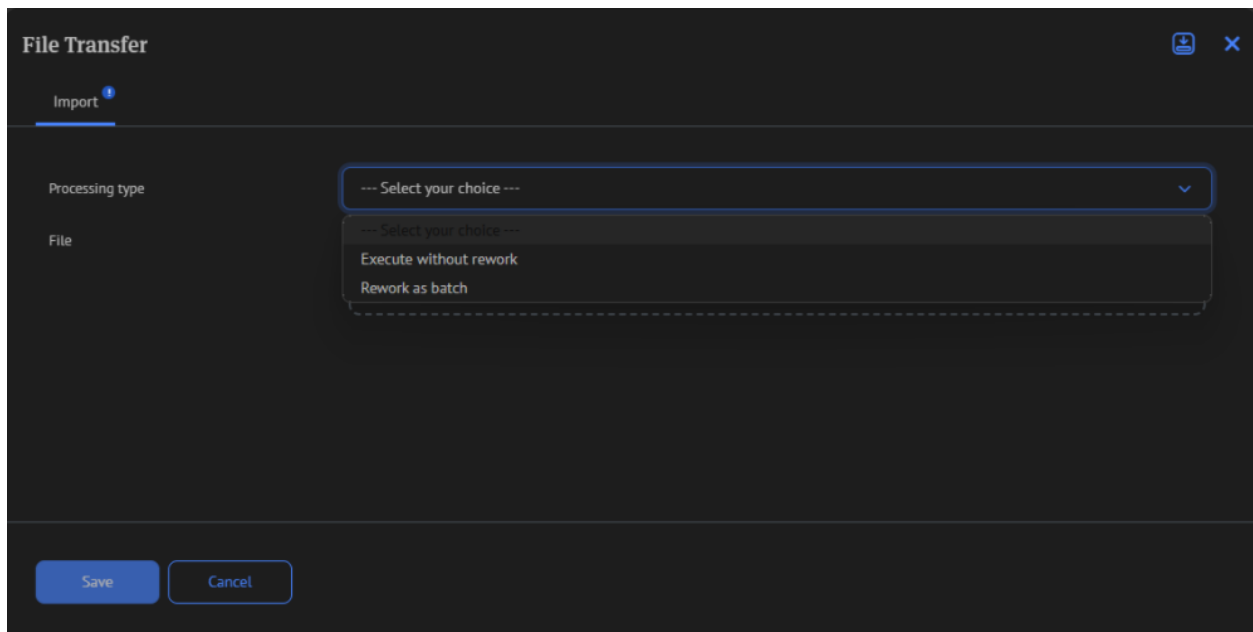 File Transfer
Import
Processing type
--- Select your choice ---
File
--- Select your choice ---
Execute without rework
Rework as batch
Save
Cancel